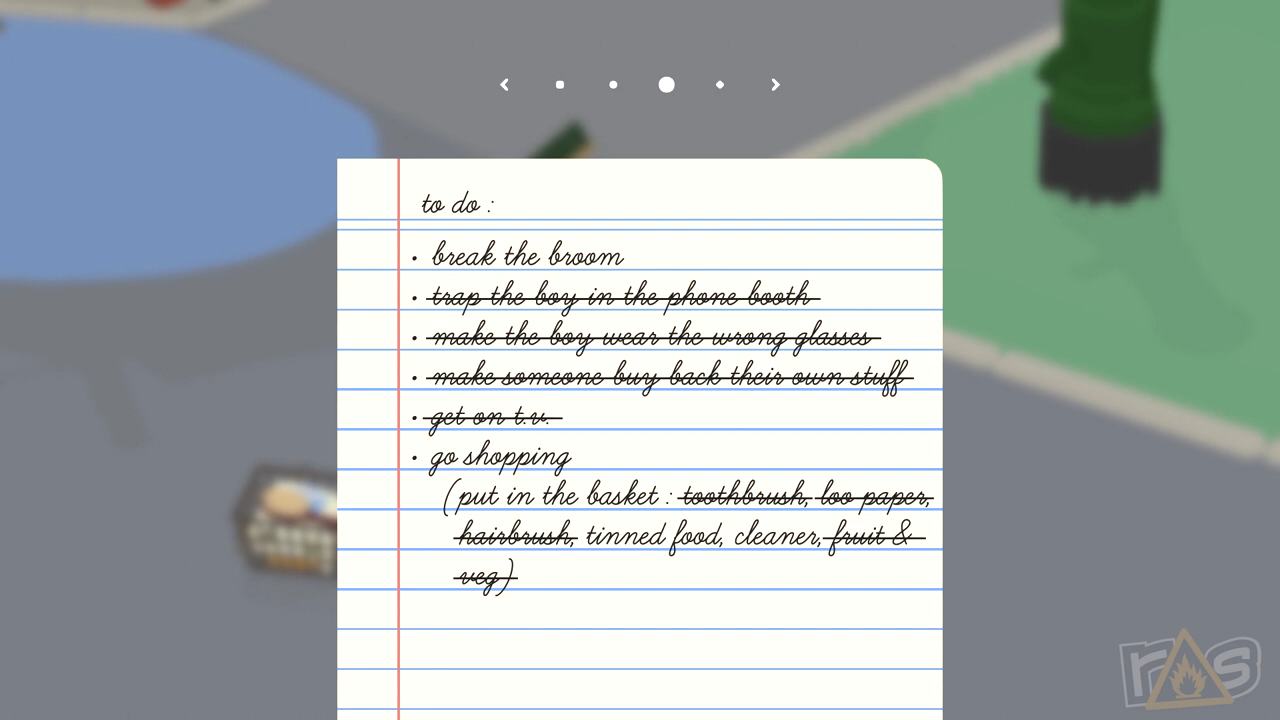 to do :
• break the broom
• trap the boy in the phone booth
• make the boy wear the wrong glasses
• make someone buy back their own stuff
• get on t.v.
• go shopping
(put in the basket : toothbrush, loo paper,
hairbrush, tinned food, cleaner, fruit &
veg)
ras